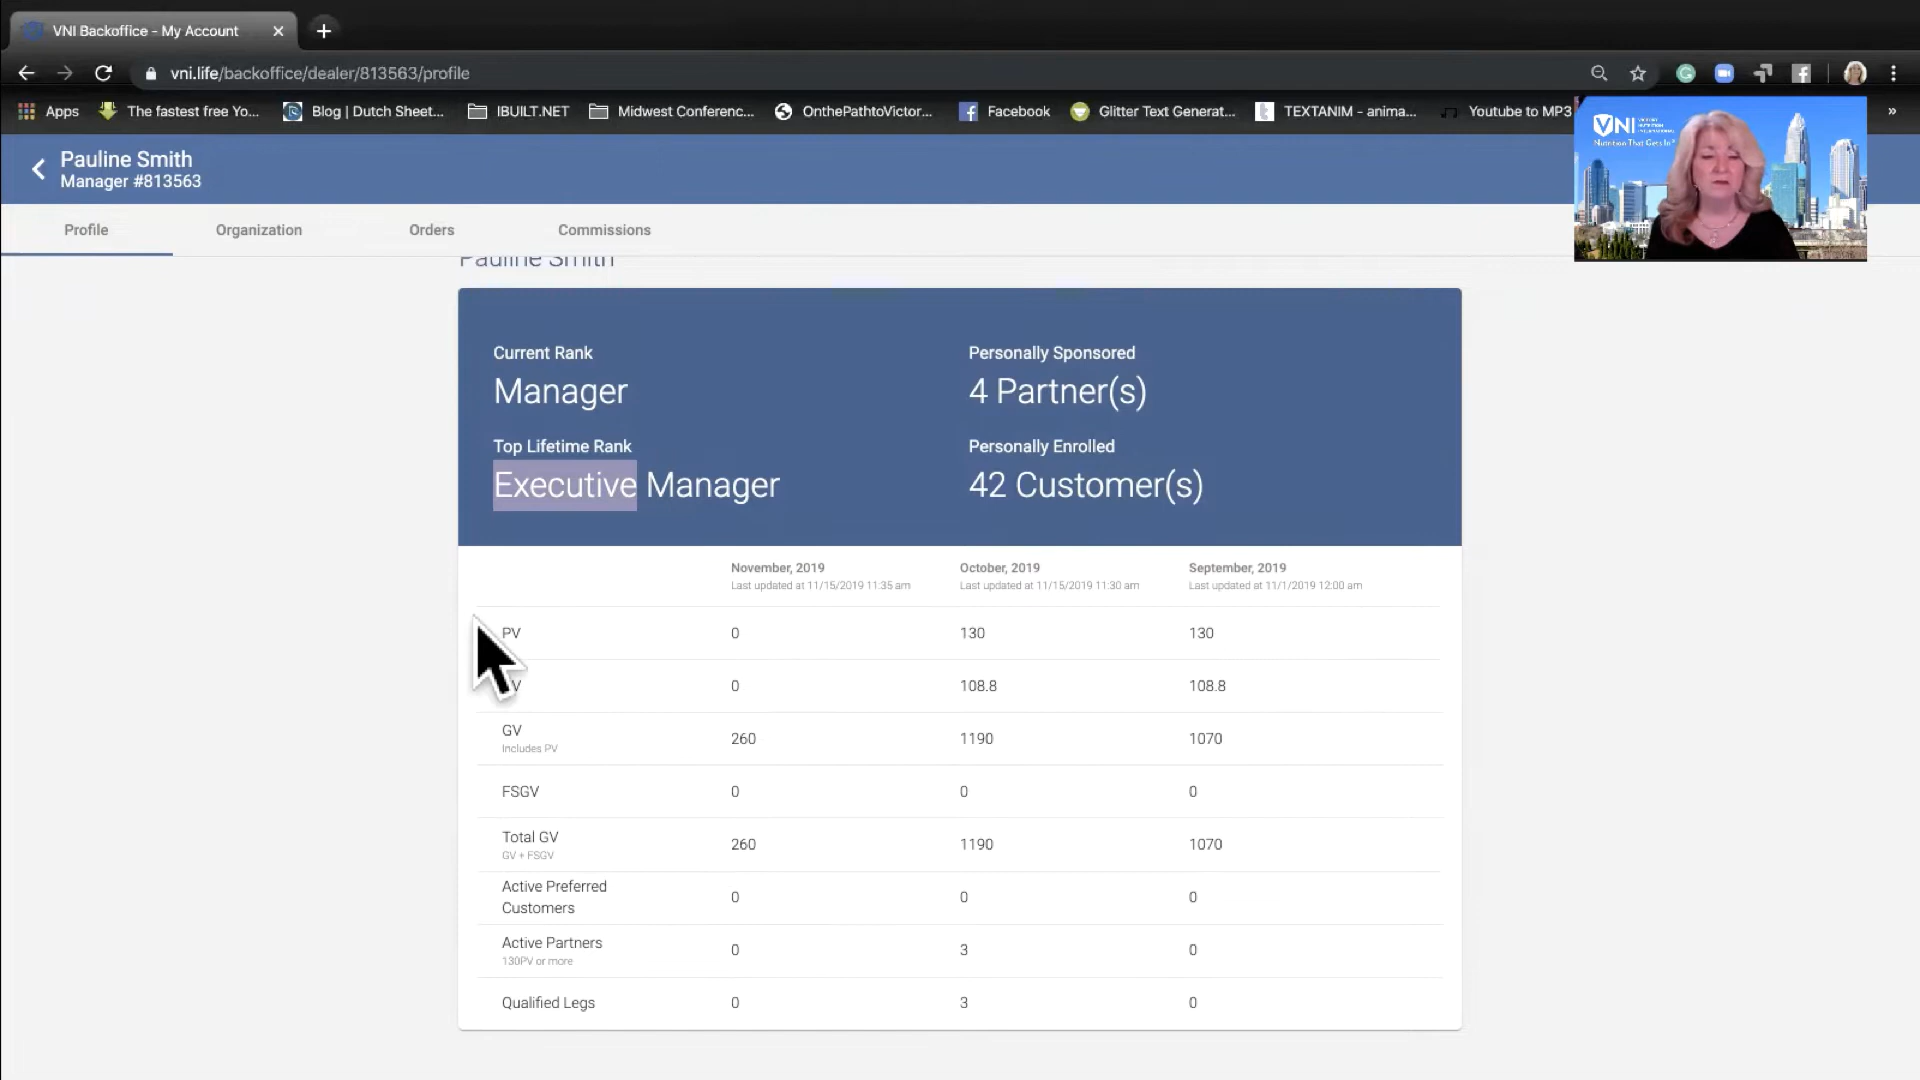 VNI Backoffice - My Account
vni.life/backoffice/dealer/813563/profile
Apps
The fastest free Yo...
Blog | Dutch Sheet...
IBUILT.NET
Midwest Conferenc...
OnthePathtoVictor...
Facebook
Glitter Text Generat...
TEXTANIM - anima...
Youtube to MP3
»
VNI
Nutrition That Gets In
Pauline Smith
Manager #813563
Profile
Organization
Orders
Commissions
Pauline Smith
Current Rank
Manager
Personally Sponsored
4 Partner(s)
Top Lifetime Rank
Executive Manager
Personally Enrolled
42 Customer(s)
November, 2019
Last updated at 11/15/2019 11:35 am
October, 2019
Last updated at 11/15/2019 11:30 am
September, 2019
Last updated at 11/1/2019 12:00 am
PV
0
130
130
0
108.8
108.8
GV
Includes PV
260
1190
1070
FSGV
0
0
0
Total GV
GV + FSGV
260
1190
1070
Active Preferred
Customers
0
0
0
Active Partners
130PV or more
0
3
0
Qualified Legs
0
3
0